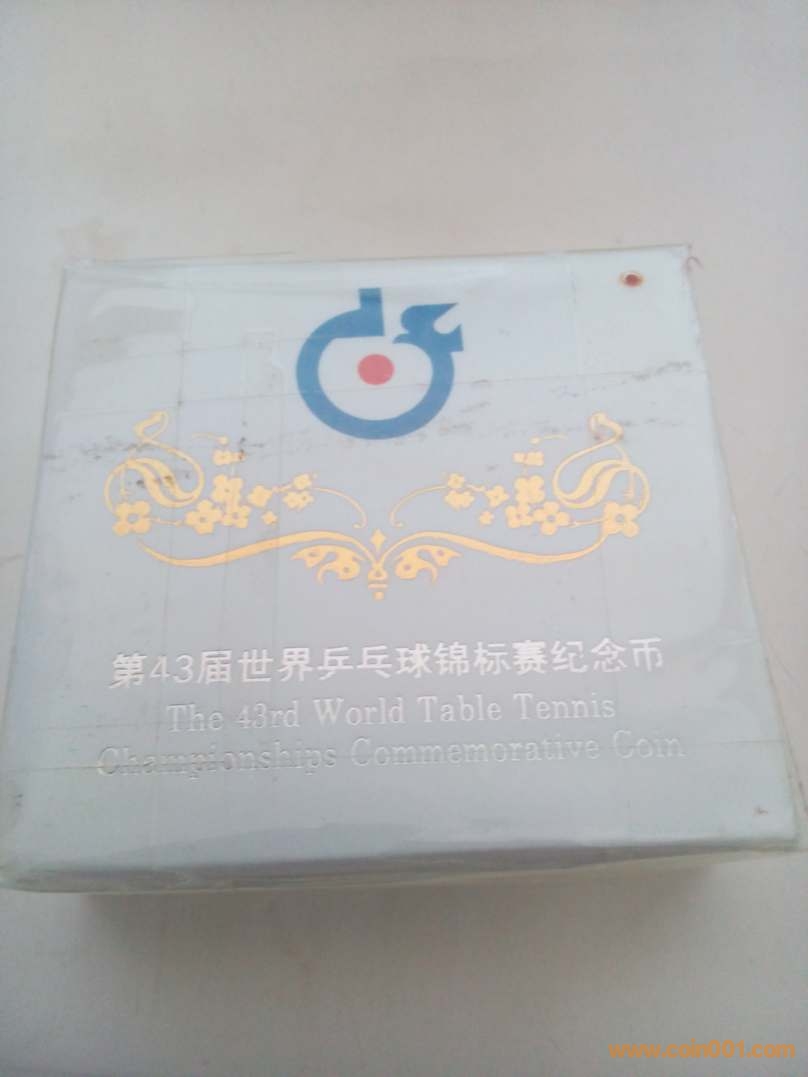 第43届世界乒乓球锦标赛纪念币
The 43rd World Table Tennis
Championships Commemorative Coin
www.coin001.com